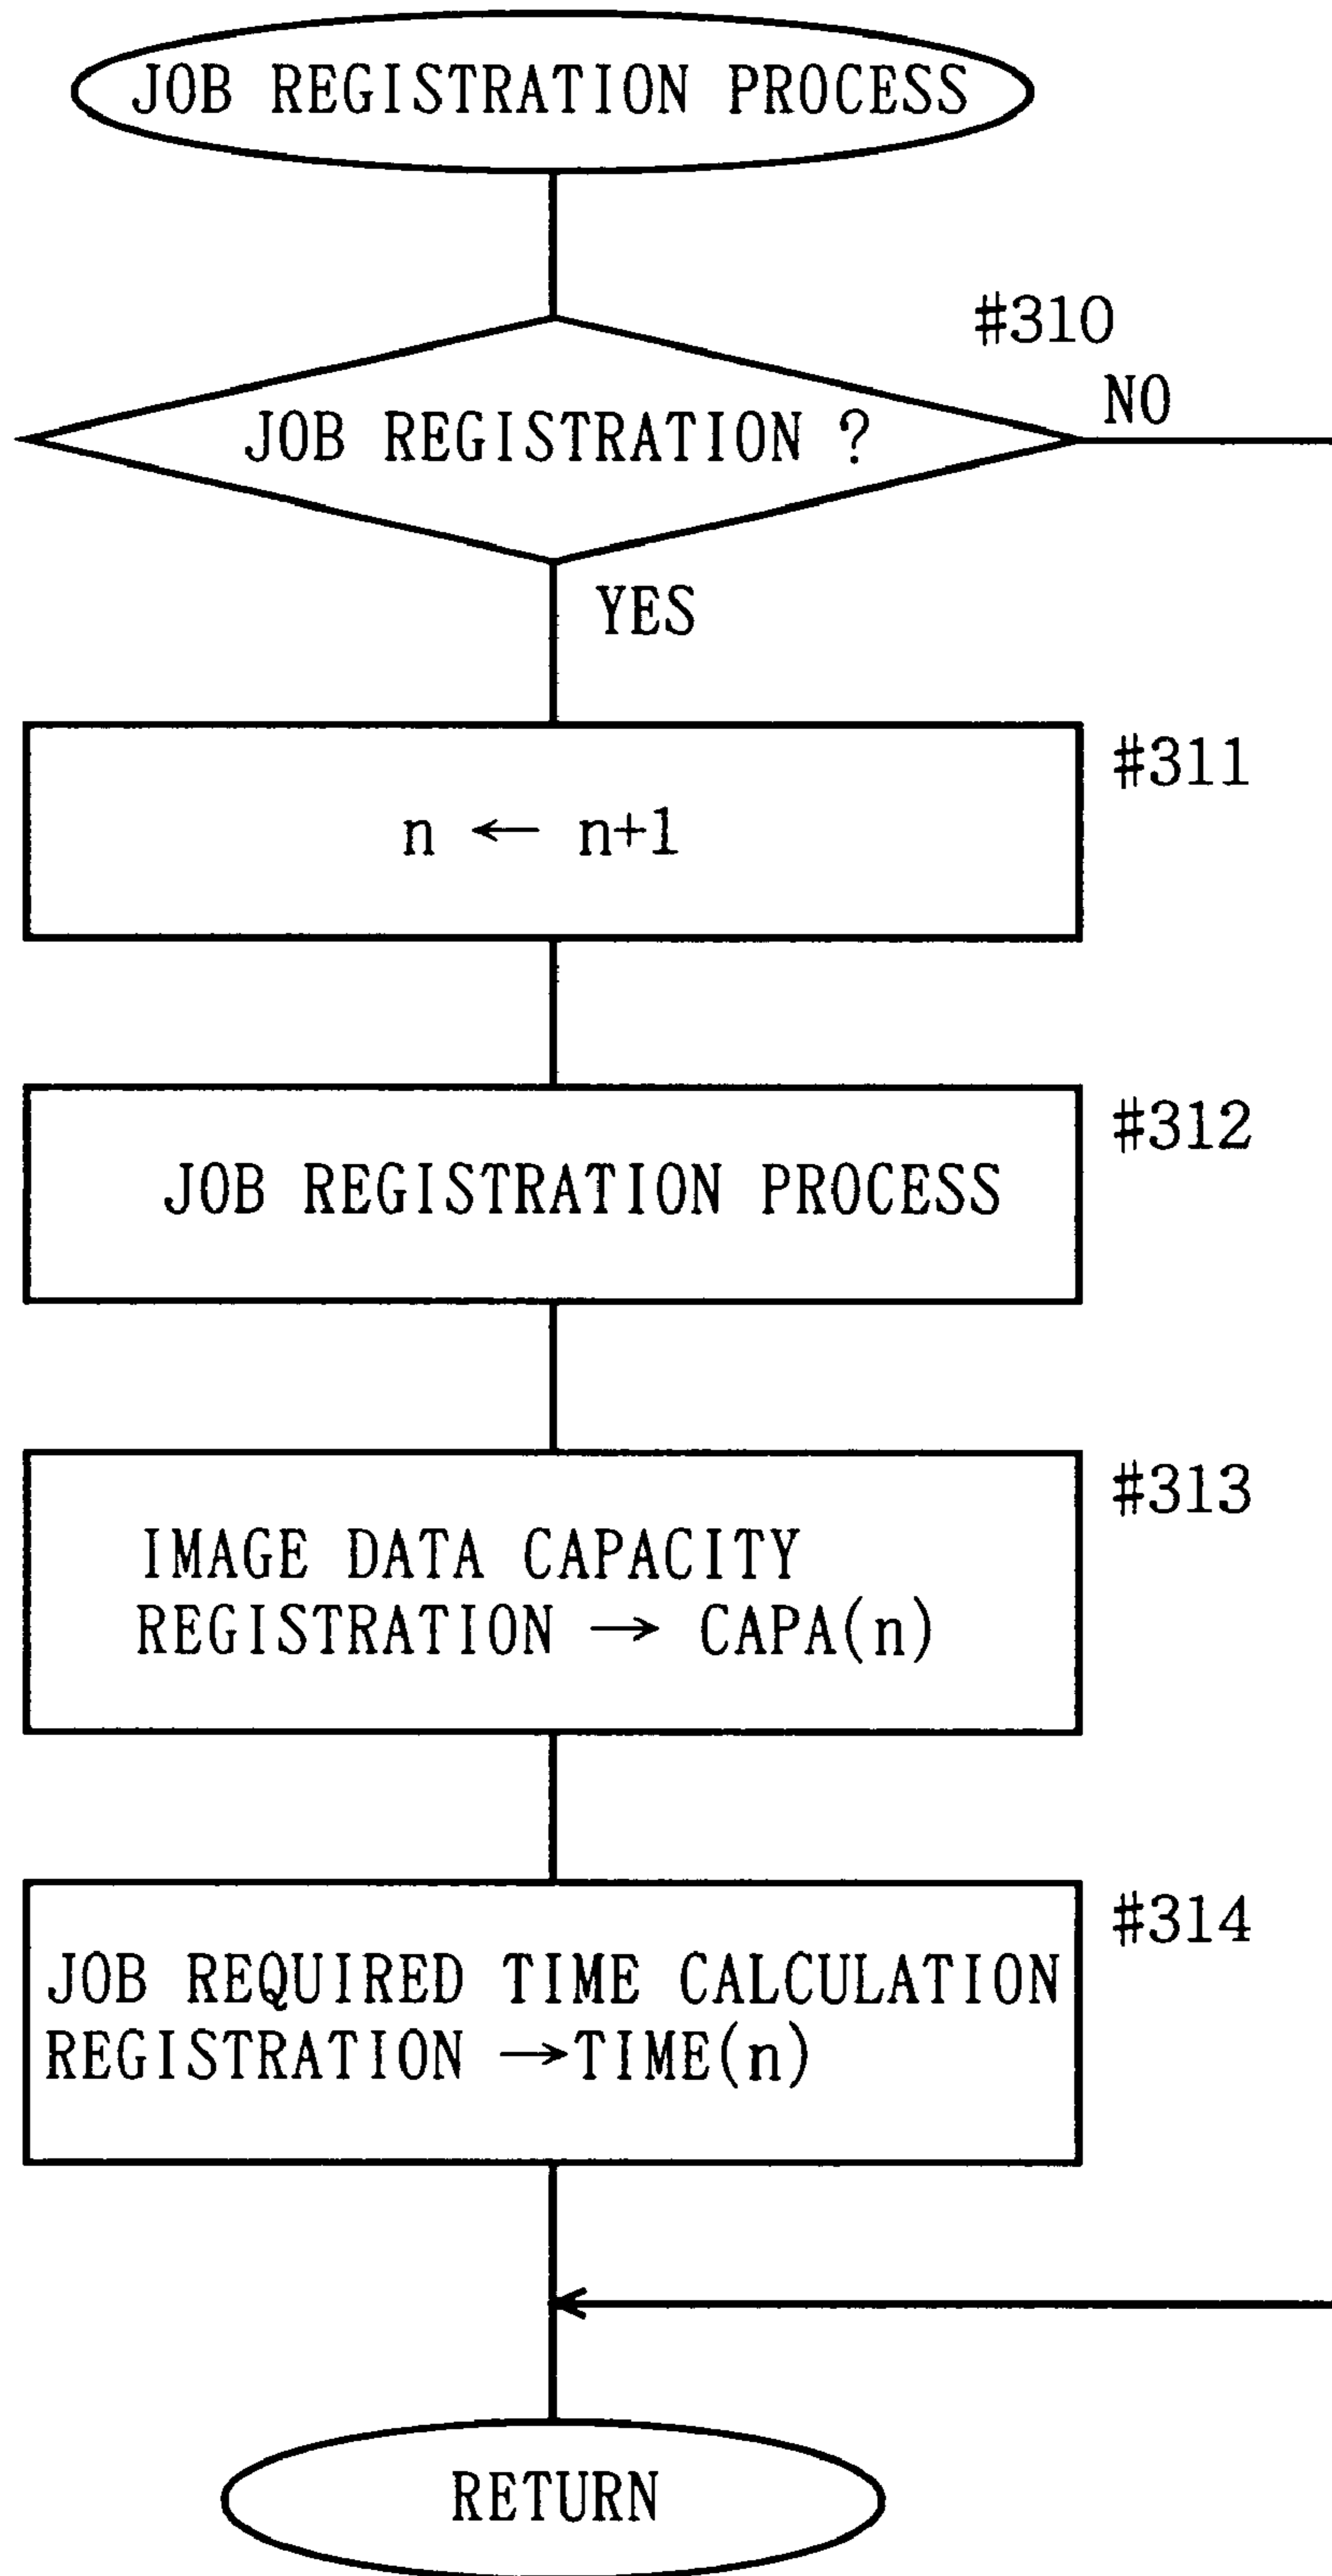 JOB REGISTRATION PROCESS
#310
JOB REGISTRATION ?
NO
YES
#311
n ← n+1
#312
JOB REGISTRATION PROCESS
#313
IMAGE DATA CAPACITY
REGISTRATION → CAPA(n)
#314
JOB REQUIRED TIME CALCULATION
REGISTRATION →TIME(n)
RETURN